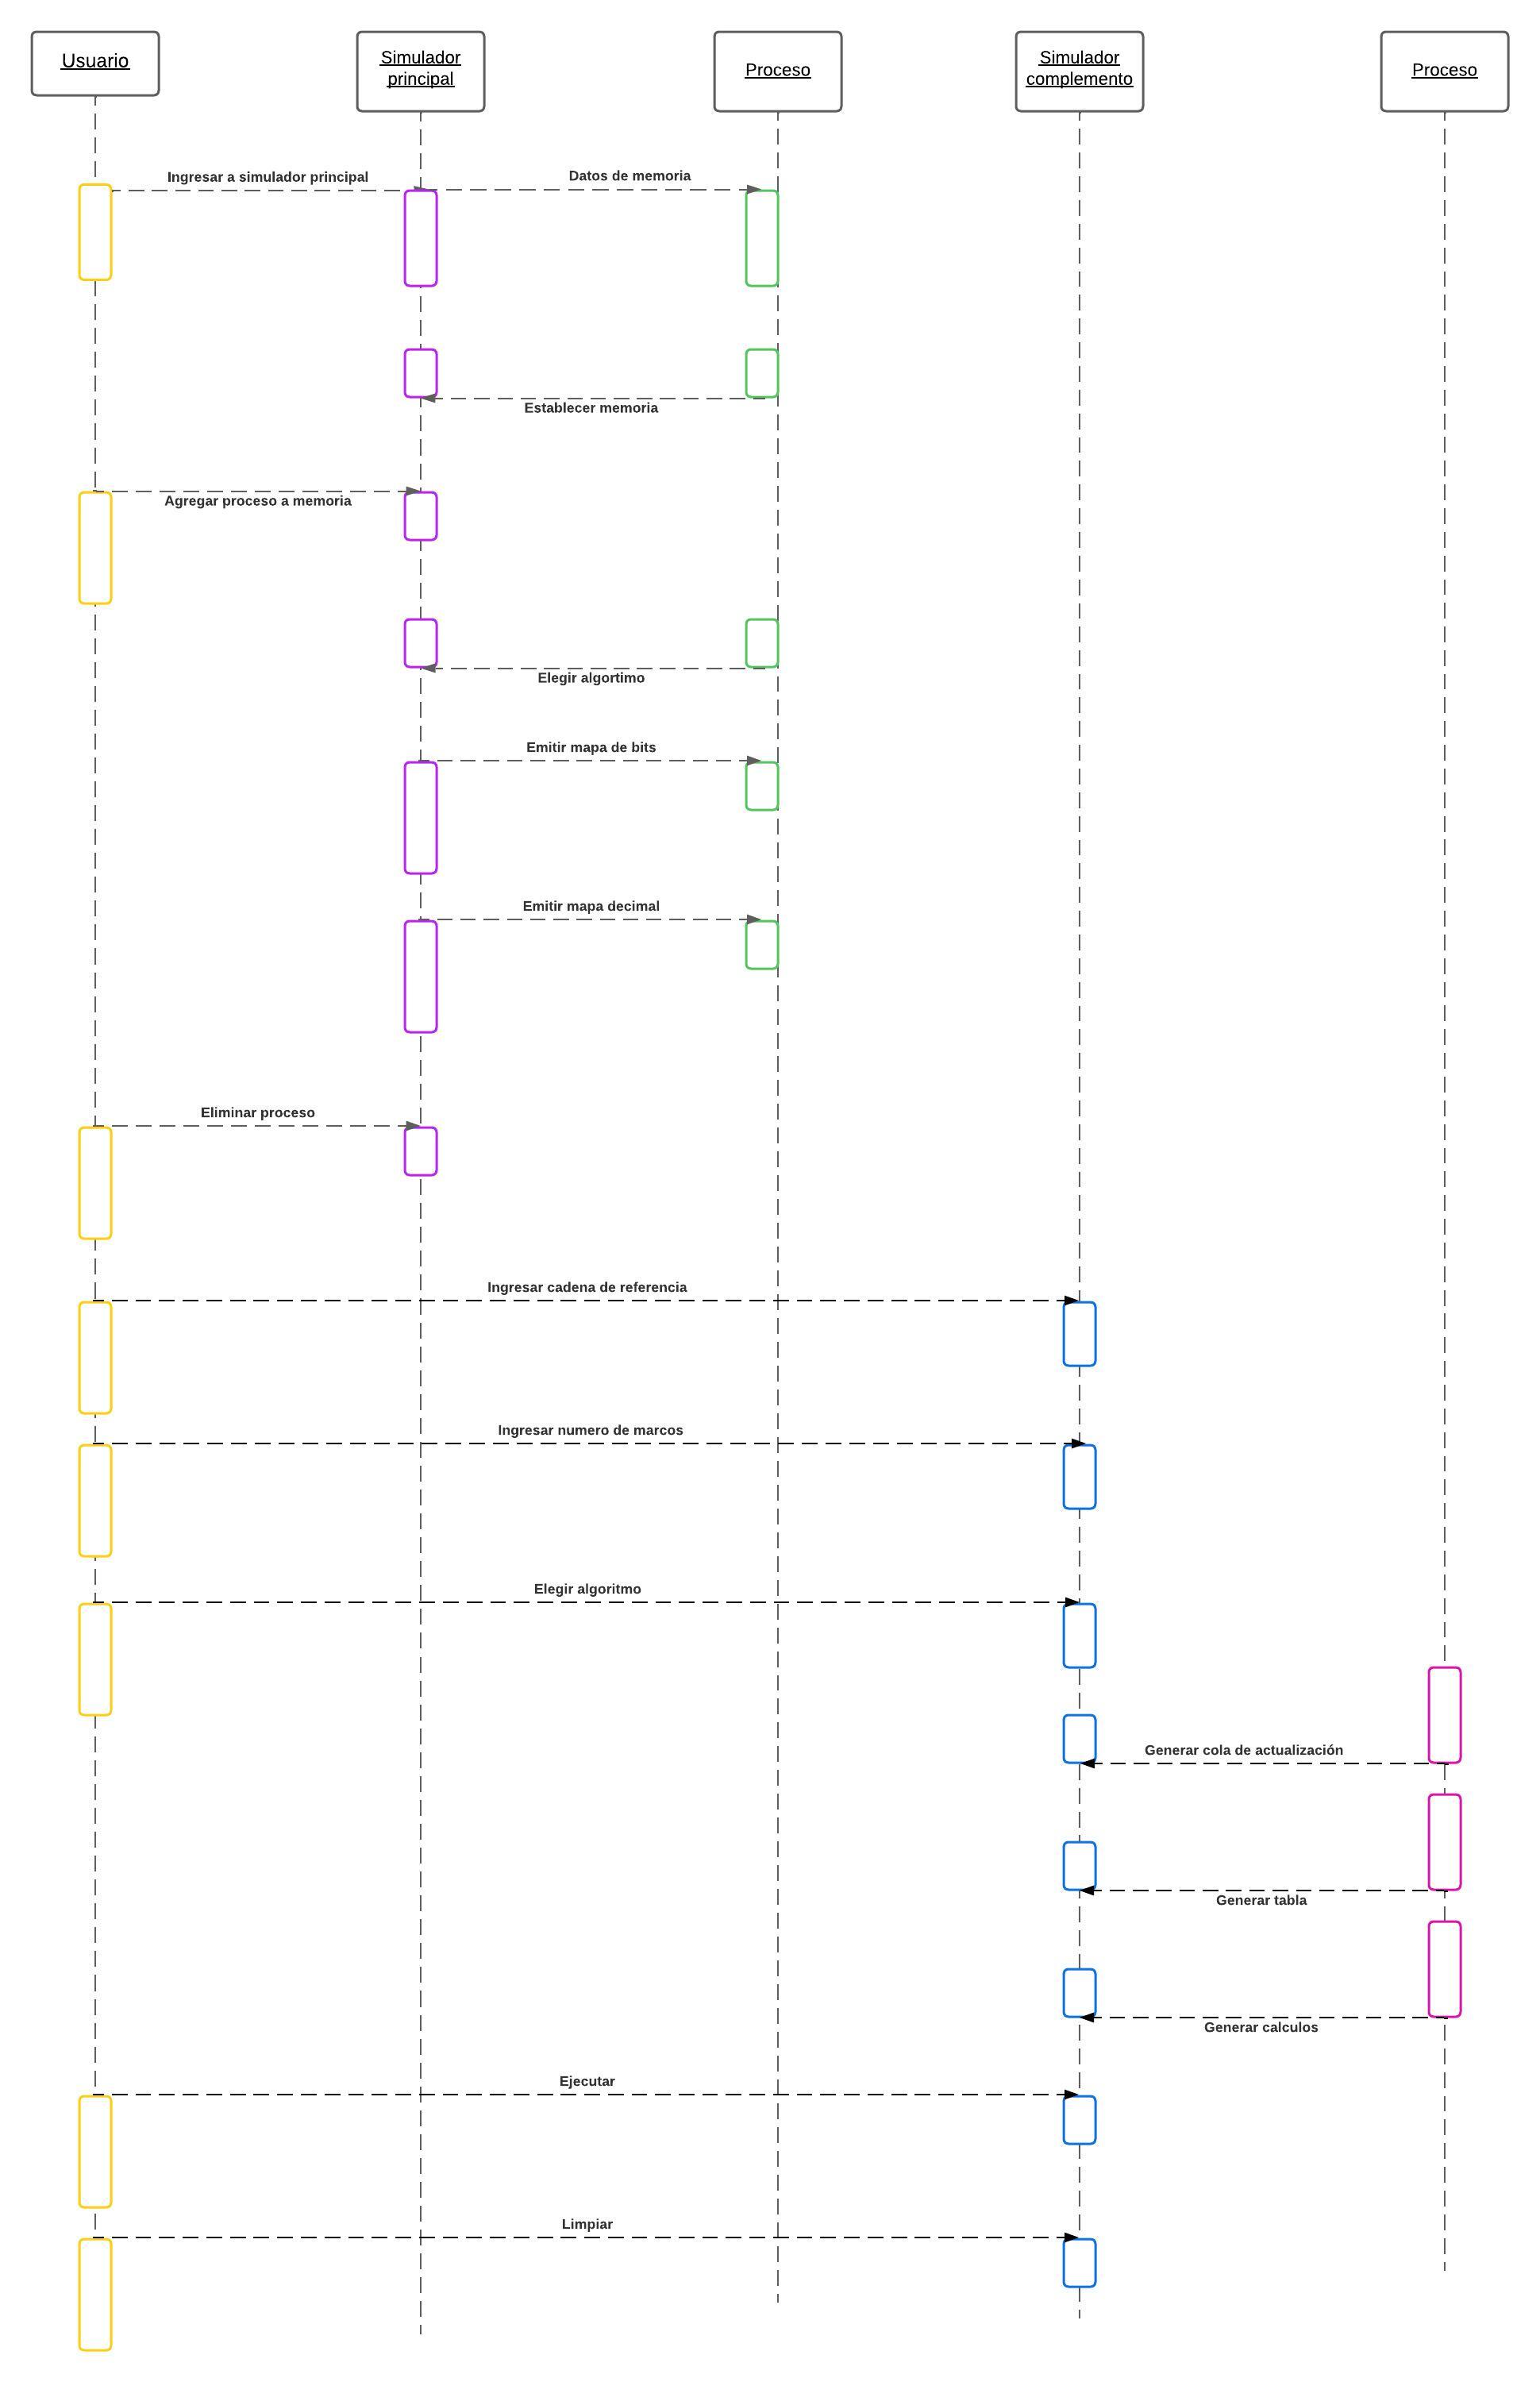 Usuario
Simulador
principal
Proceso
Simulador
complemento
Proceso
Ingresar a simulador principal
Datos de memoria
Establecer memoria
Agregar proceso a memoria
Elegir algortimo
Emitir mapa de bits
Emitir mapa decimal
Eliminar proceso
Ingresar cadena de referencia
Ingresar numero de marcos
Elegir algoritmo
Generar cola de actualización
Generar tabla
Generar calculos
Ejecutar
Limpiar